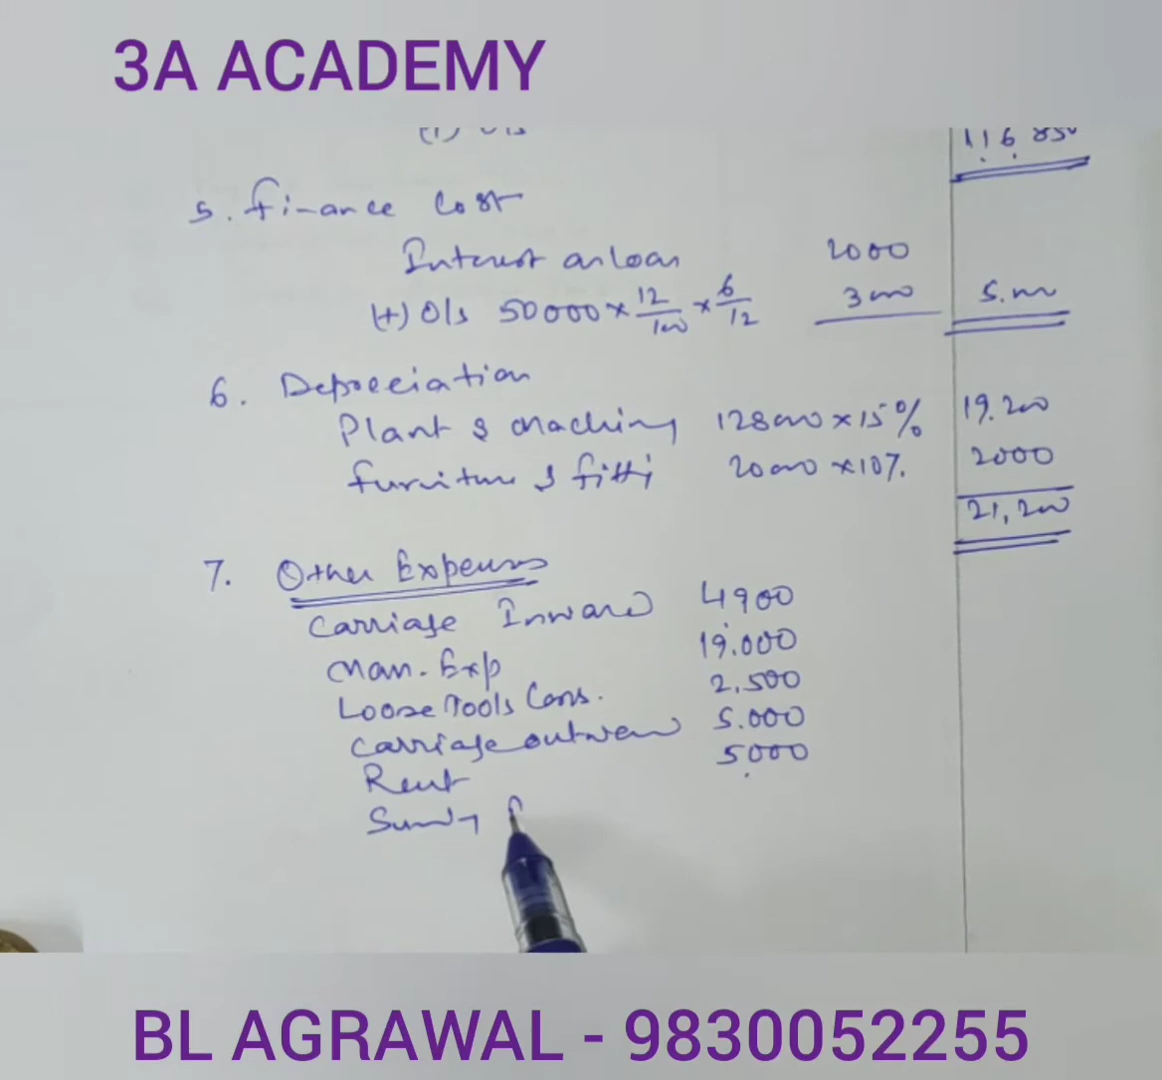 3A ACADEMY
116,850
5. Finance Cost
Interest on loan 2000
(+) O/s 50000 × 12/100 × 6/12 3000 5,000
6. Depreciation
Plant & Machinery 128000 × 15% 19,200
Furniture & fitti 20000 × 10% 2000
21,200
7. Other Expenses
Carriage Inward 4900
Man. Exp 19,000
Loose Tools Cons. 2,500
Carriage outward 5,000
Rent 5000
Sundry
BL AGRAWAL - 9830052255